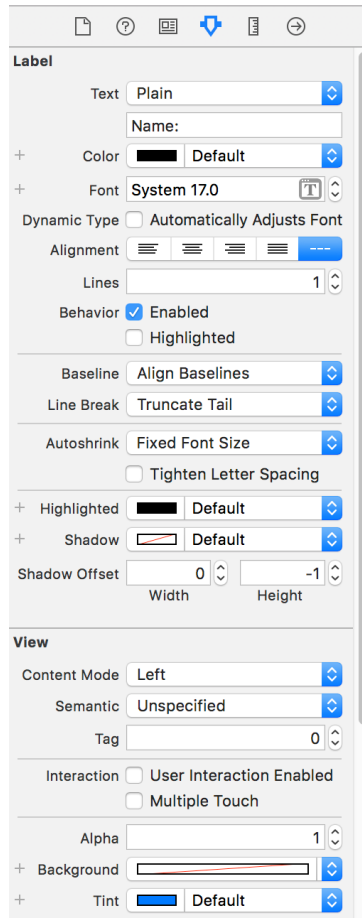 Label
Text Plain
Name:
+ Color Default
+ Font System 17.0 T
Dynamic Type Automatically Adjusts Font
Alignment ---
Lines 1
Behavior Enabled
Highlighted
Baseline Align Baselines
Line Break Truncate Tail
Autoshrink Fixed Font Size
Tighten Letter Spacing
+ Highlighted Default
+ Shadow Default
Shadow Offset 0 -1
Width Height
View
Content Mode Left
Semantic Unspecified
Tag 0
Interaction User Interaction Enabled
Multiple Touch
Alpha 1
+ Background
+ Tint Default